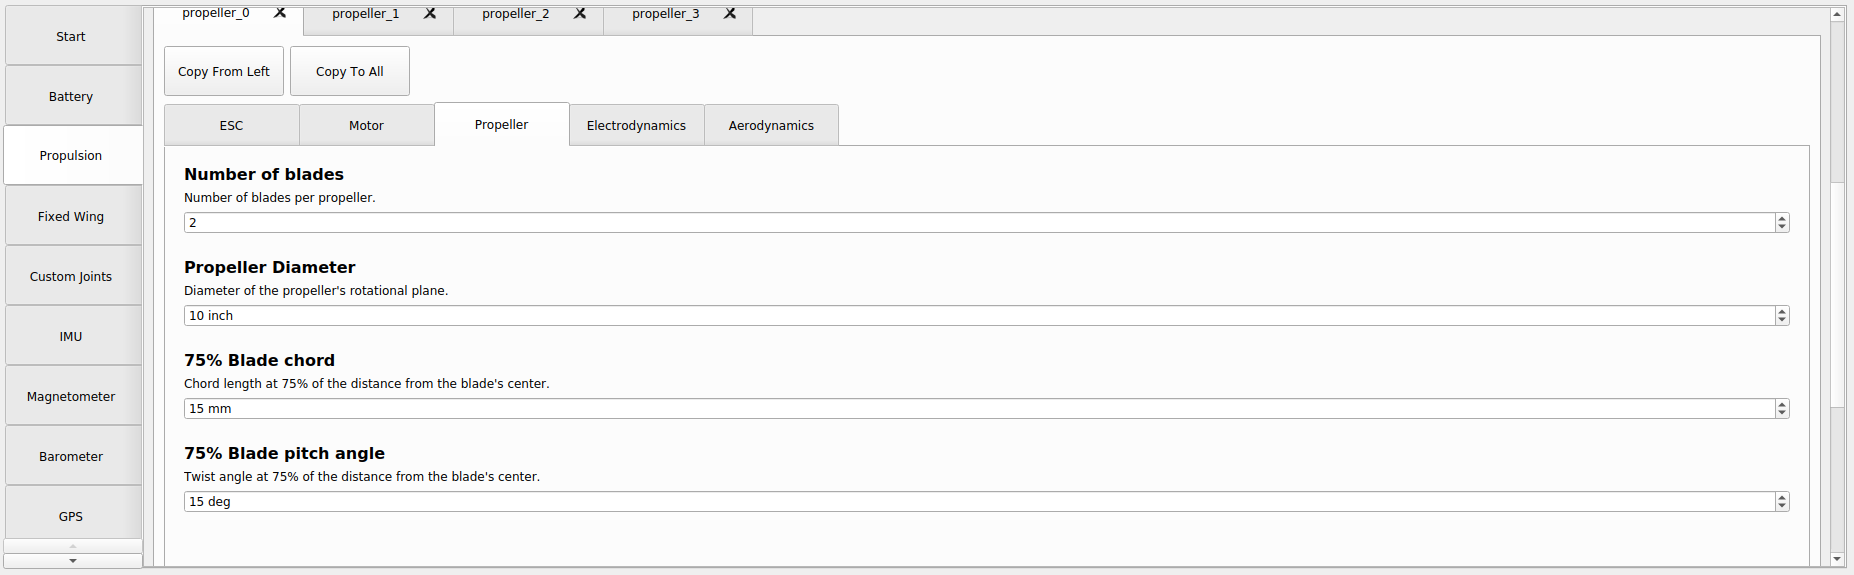 propeller_0
propeller_1
propeller_2
propeller_3
Start
Battery
Propulsion
Fixed Wing
Custom Joints
IMU
Magnetometer
Barometer
GPS
Copy From Left
Copy To All
ESC
Motor
Propeller
Electrodynamics
Aerodynamics
Number of blades
Number of blades per propeller.
2
Propeller Diameter
Diameter of the propeller's rotational plane.
10 inch
75% Blade chord
Chord length at 75% of the distance from the blade's center.
15 mm
75% Blade pitch angle
Twist angle at 75% of the distance from the blade's center.
15 deg